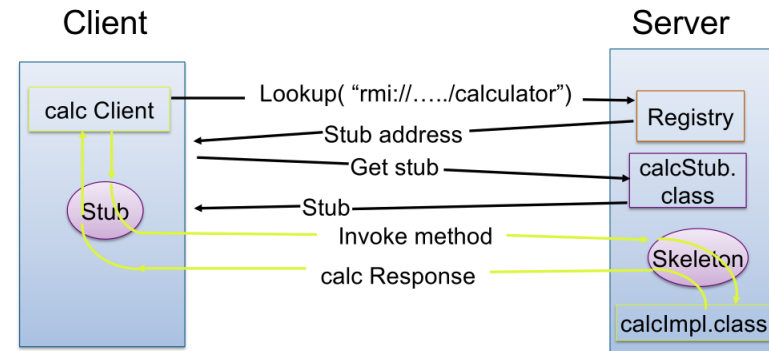 Client
Server
calc Client
Lookup( “rmi://…../calculator”)
Registry
Stub address
Get stub
calcStub.
class
Stub
Stub
Invoke method
Skeleton
calc Response
calcImpl.class